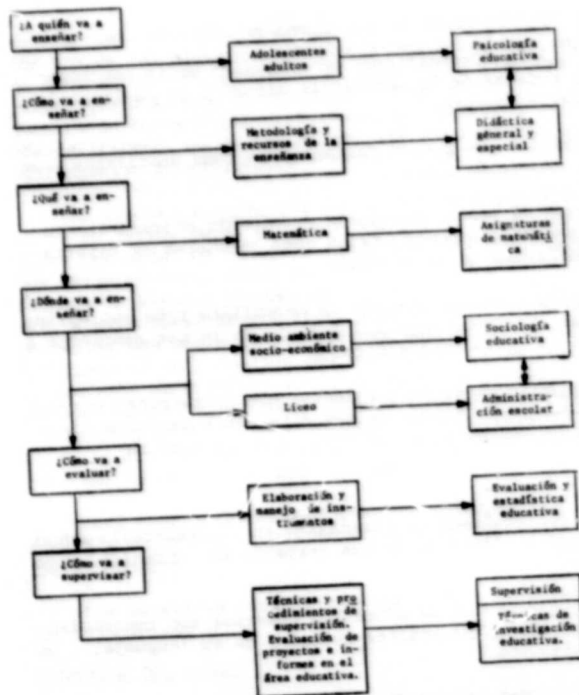 ¿A quién va a
enseñar?
Adolescentes
adultos
Psicología
educativa
¿Cómo va a en-
señar?
Metodología y
recursos de la
enseñanza
Didáctica
géneral y
especial
¿Qué va a en-
señar?
Matemática
Asignaturas
de matemáti
ca
¿Dónde va a en-
señar?
Medio ambiente
socio-económico
Sociología
educativa
Liceo
Administra-
ción escolar
¿Cómo va a
evaluar?
Elaboración y
manejo de ins-
trumentos
Evaluación y
estadística
educativa
¿Cómo va a
supervisar?
Técnicas y pro
cedimientos de
supervisión.
Evaluación de
proyectos e in-
formes en el
área educativa.
Supervisión
Técnicas de
investigación
educativa.